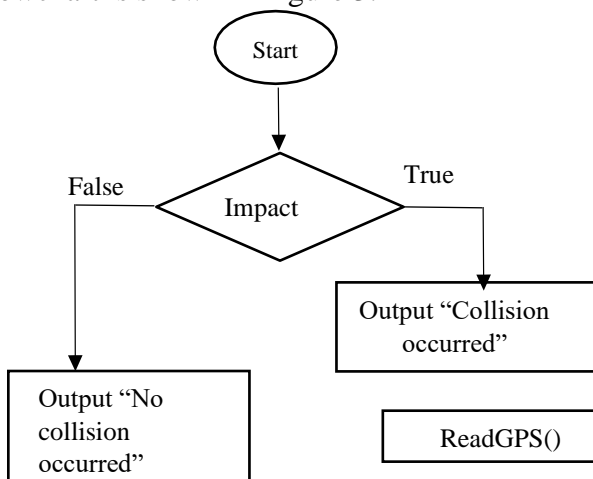 Start
False
True
Impact
Output “Collision
occurred”
Output “No
collision
occurred”
ReadGPS()